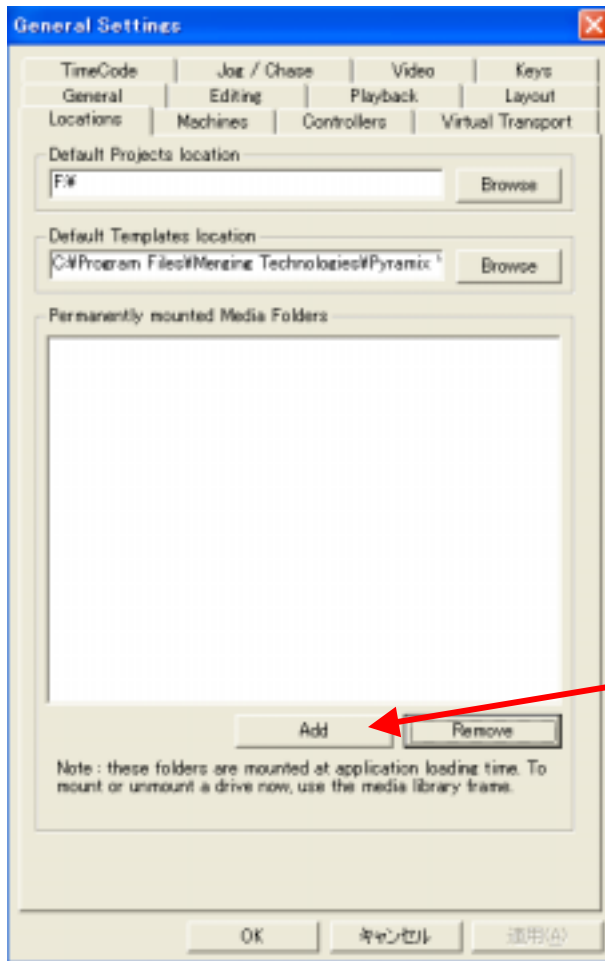 General Settings
TimeCode Jog / Chase Video Keys
General Editing Playback Layout
Locations Machines Controllers Virtual Transport
Default Projects location
F:¥
Browse
Default Templates location
C:¥Program Files¥Merging Technologies¥Pyramix
Browse
Permanently mounted Media Folders
Add Remove
Note : these folders are mounted at application loading time. To
mount or unmount a drive now, use the media library frame.
OK キャンセル 適用(A)